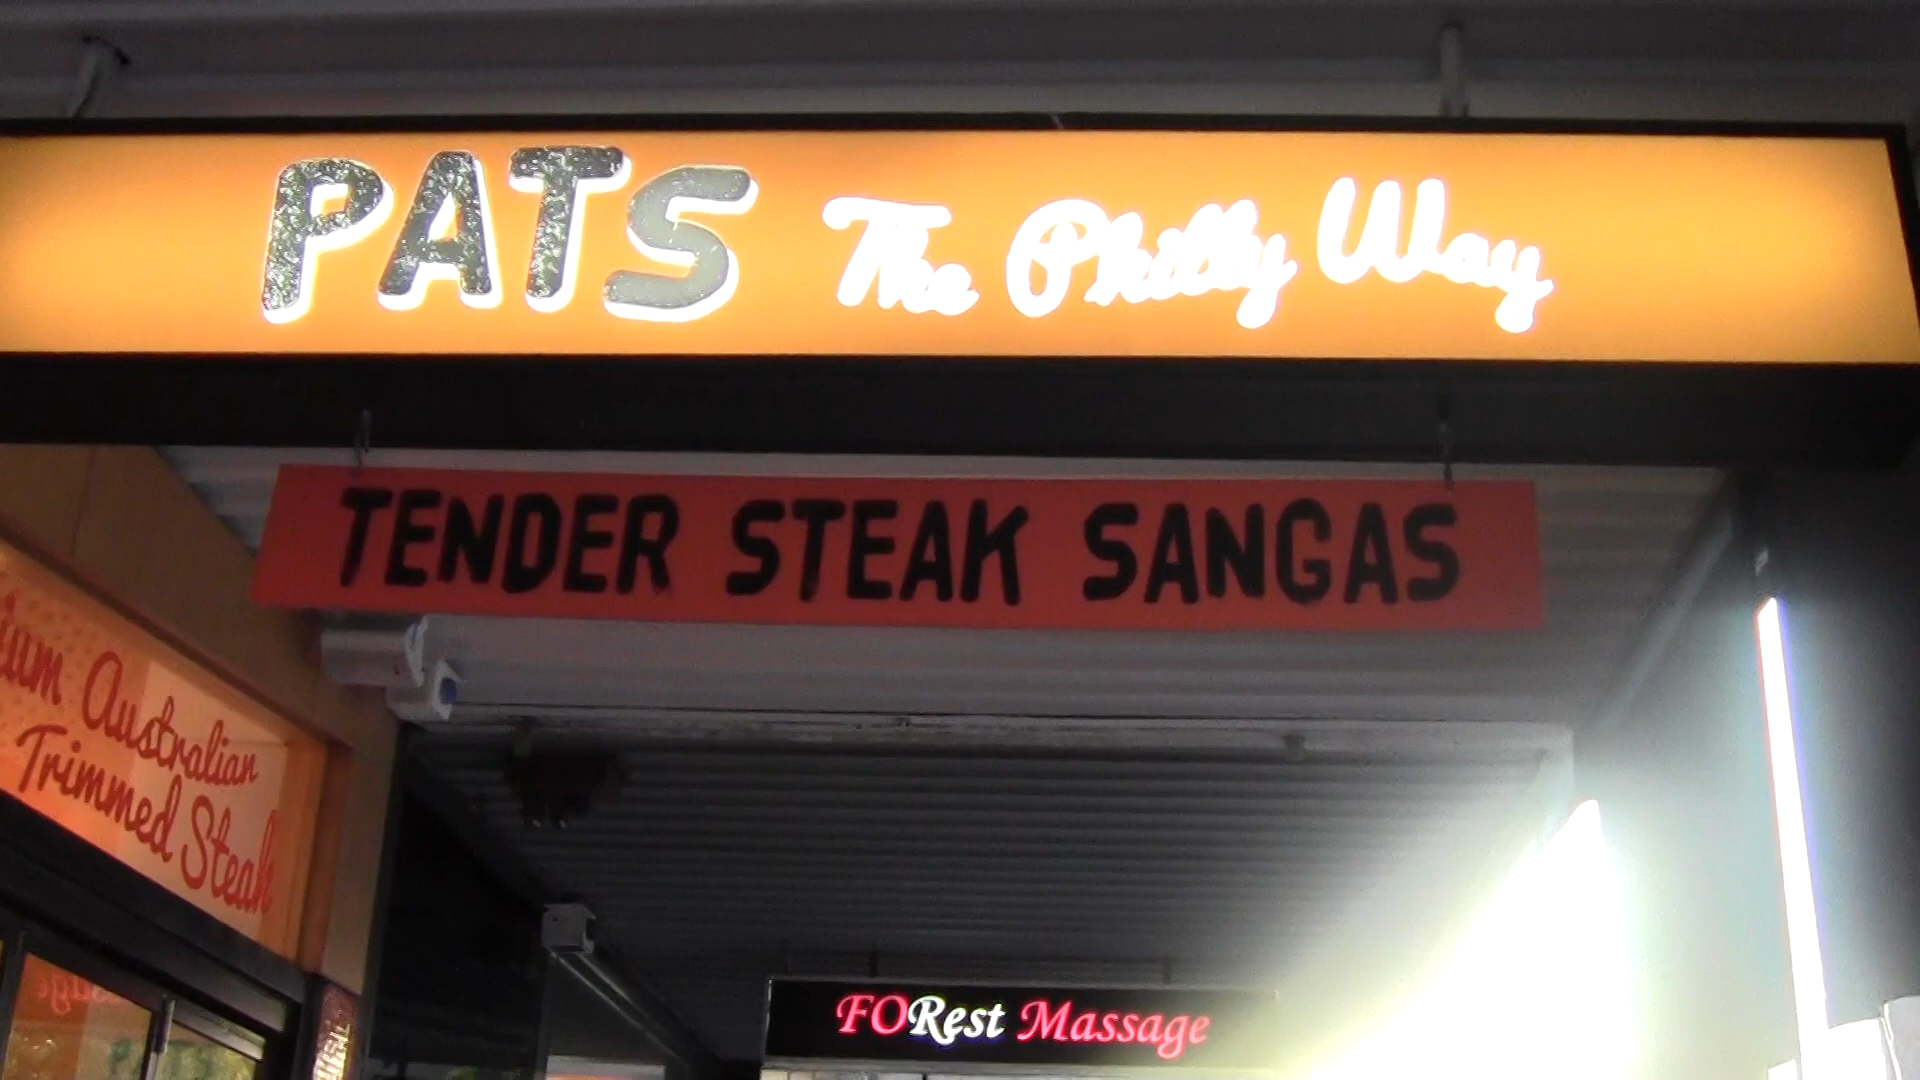 PATS The Philly Way
TENDER STEAK SANGAS
Australian
Trimmed Steak
FORest Massage